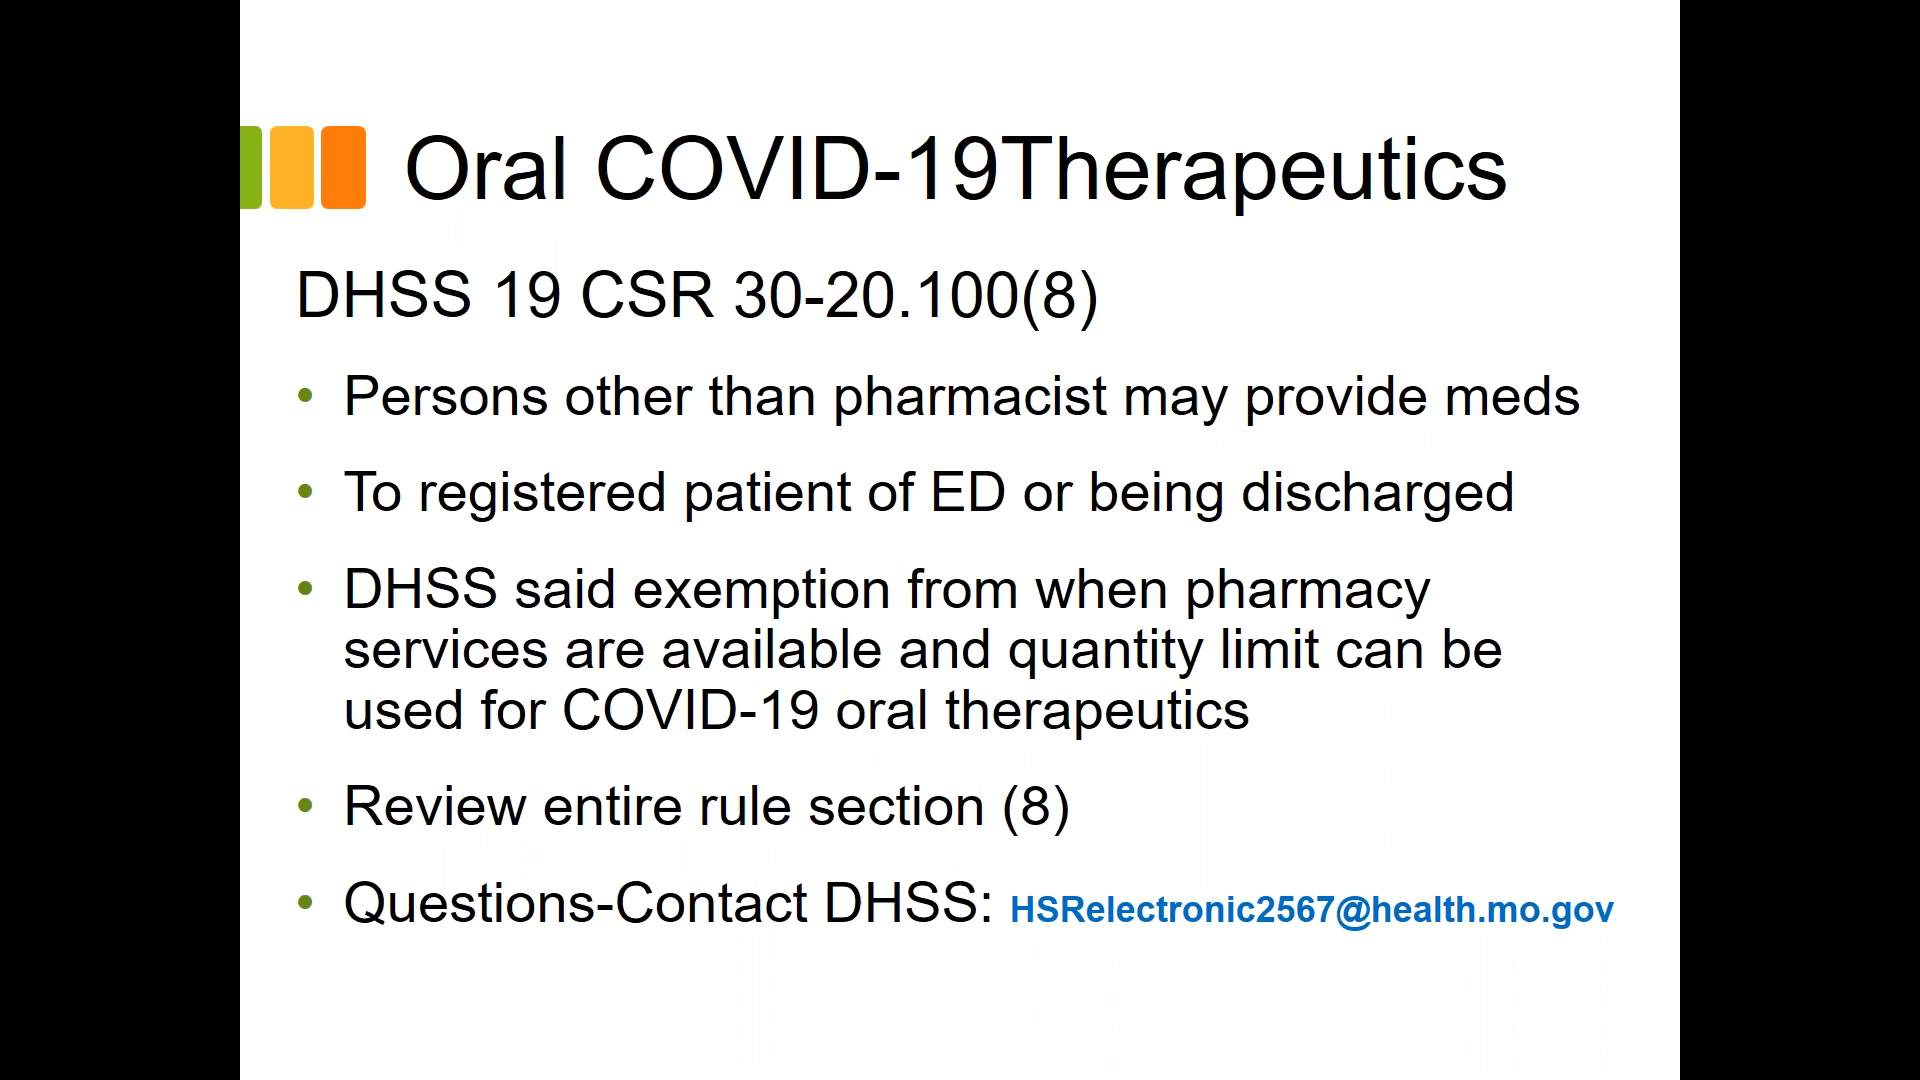 Oral COVID-19Therapeutics
DHSS 19 CSR 30-20.100(8)
• Persons other than pharmacist may provide meds
• To registered patient of ED or being discharged
• DHSS said exemption from when pharmacy
services are available and quantity limit can be
used for COVID-19 oral therapeutics
• Review entire rule section (8)
• Questions-Contact DHSS: HSRelectronic2567@health.mo.gov